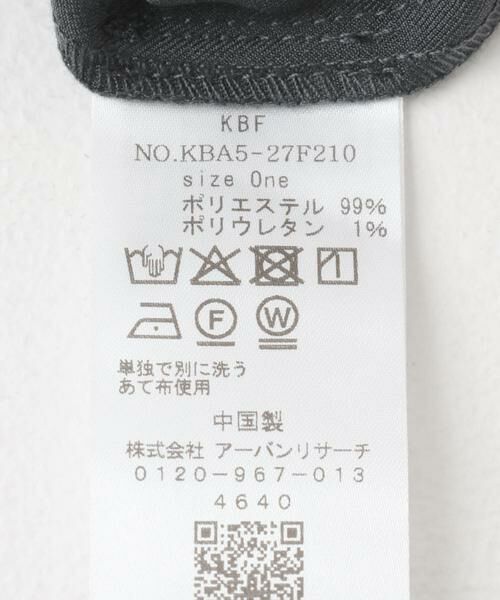 KBF
NO.KBA5-27F210
size One
ポリエステル 99%
ポリウレタン 1%
F W
単独で別に洗う
あて布使用
中国製
株式会社 アーバンリサーチ
0120-967-013
4640